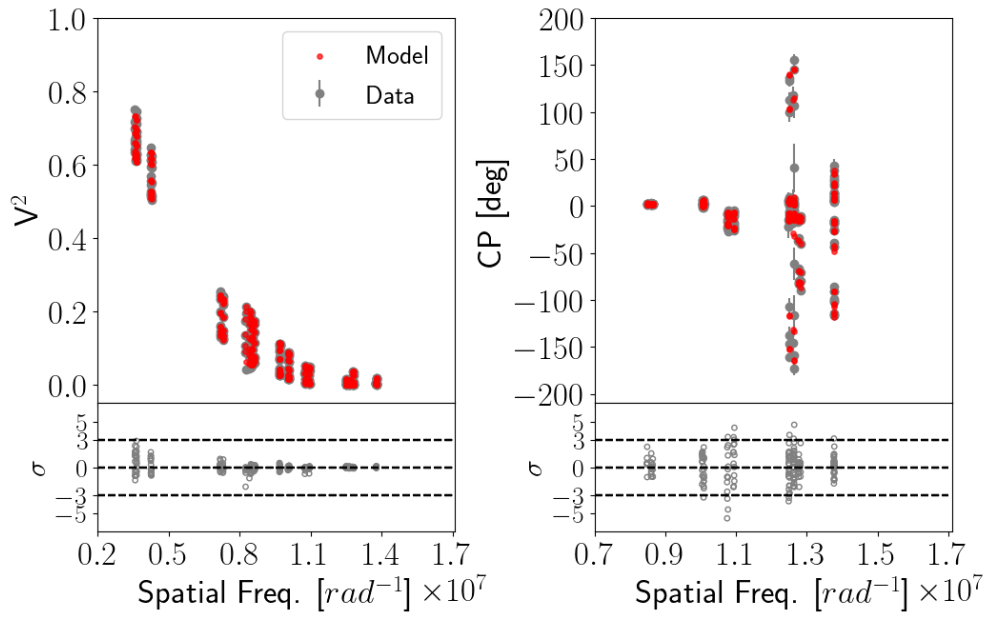 1.0
0.8
0.6
0.4
0.2
0.0
V²
Model
Data
5
3
0
−3
−5
σ
0.2 0.5 0.8 1.1 1.4 1.7
Spatial Freq. [rad⁻¹] ×10⁷
200
150
100
50
0
−50
−100
−150
−200
CP [deg]
5
3
0
−3
−5
σ
0.7 0.9 1.1 1.3 1.5 1.7
Spatial Freq. [rad⁻¹] ×10⁷